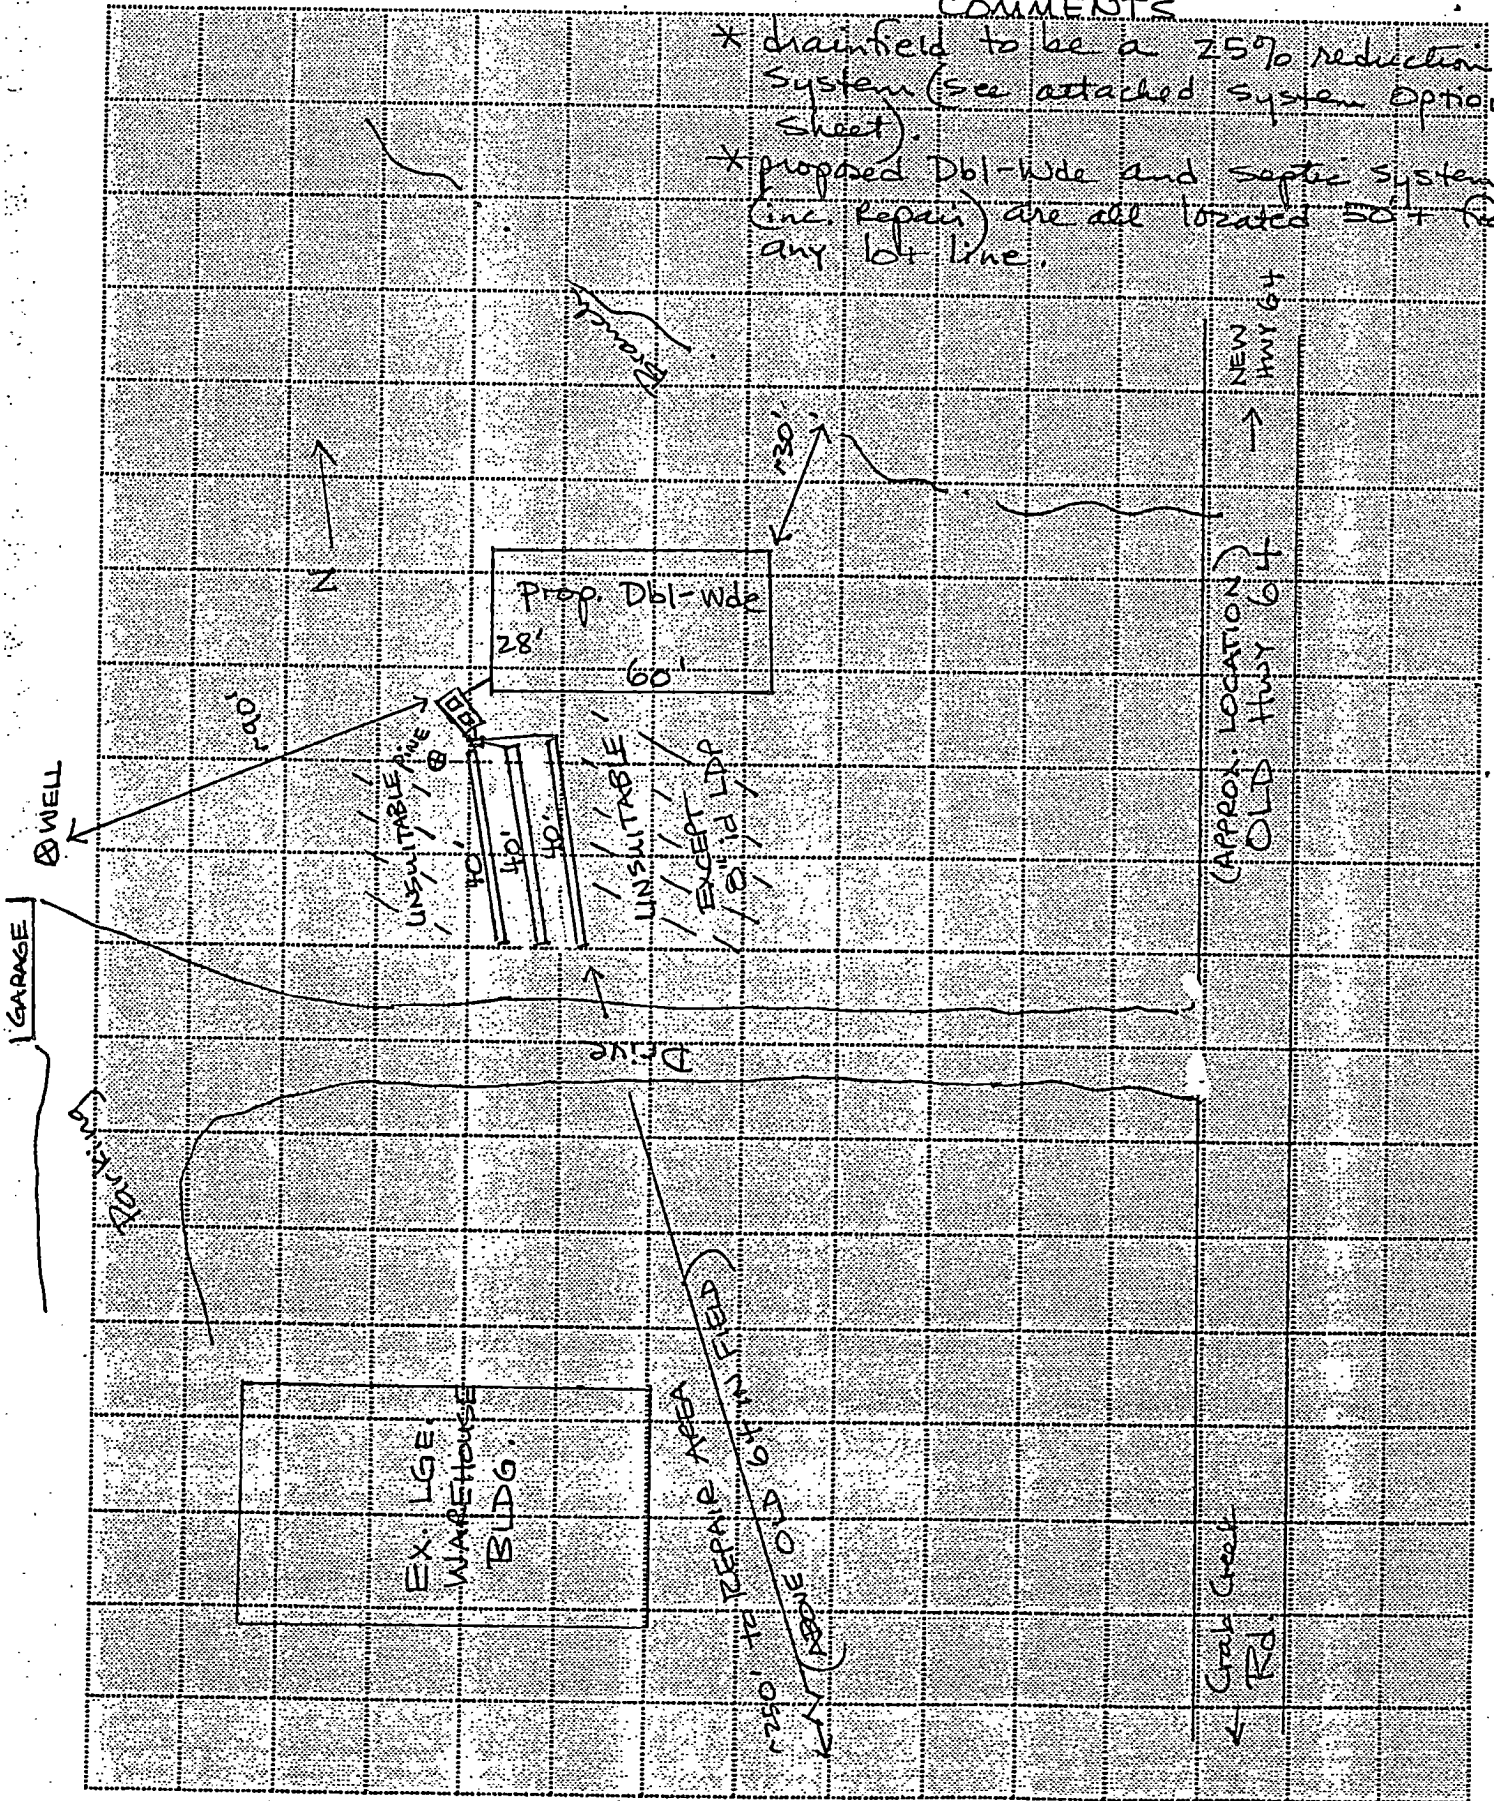 COMMENTS
* drainfield to be a 25% reduction
System (see attached System Option
Sheet).
* proposed Dbl-Wde and Septic System
(inc. Repair) are all located 50'+
any lot line.
Branch
~30'
NEW
HWY 64
N
Prop. Dbl-Wde
28'
60'
(APPROX. LOCATION)
OLD HWY 64
~90'
WELL
PINE
UNSUITABLE
40'
40'
40'
UNSUITABLE
EXCEPT
LDP
GARAGE
Drive
Parking
EX. LGE.
WAREHOUSE
BLDG.
~250' to REPAIR AREA
(ABOVE OLD 64 IN FIELD)
Crab Creek
Rd.